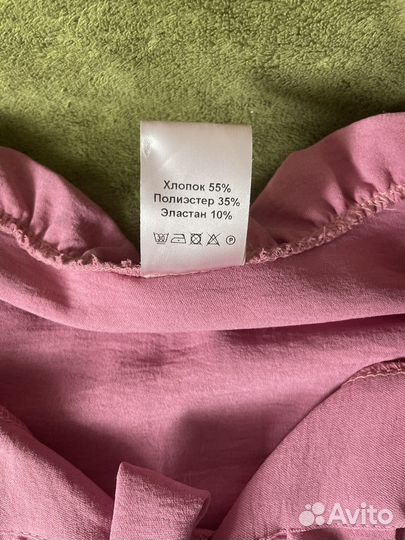 Хлопок 55%
Полиэстер 35%
Эластан 10%
Avito